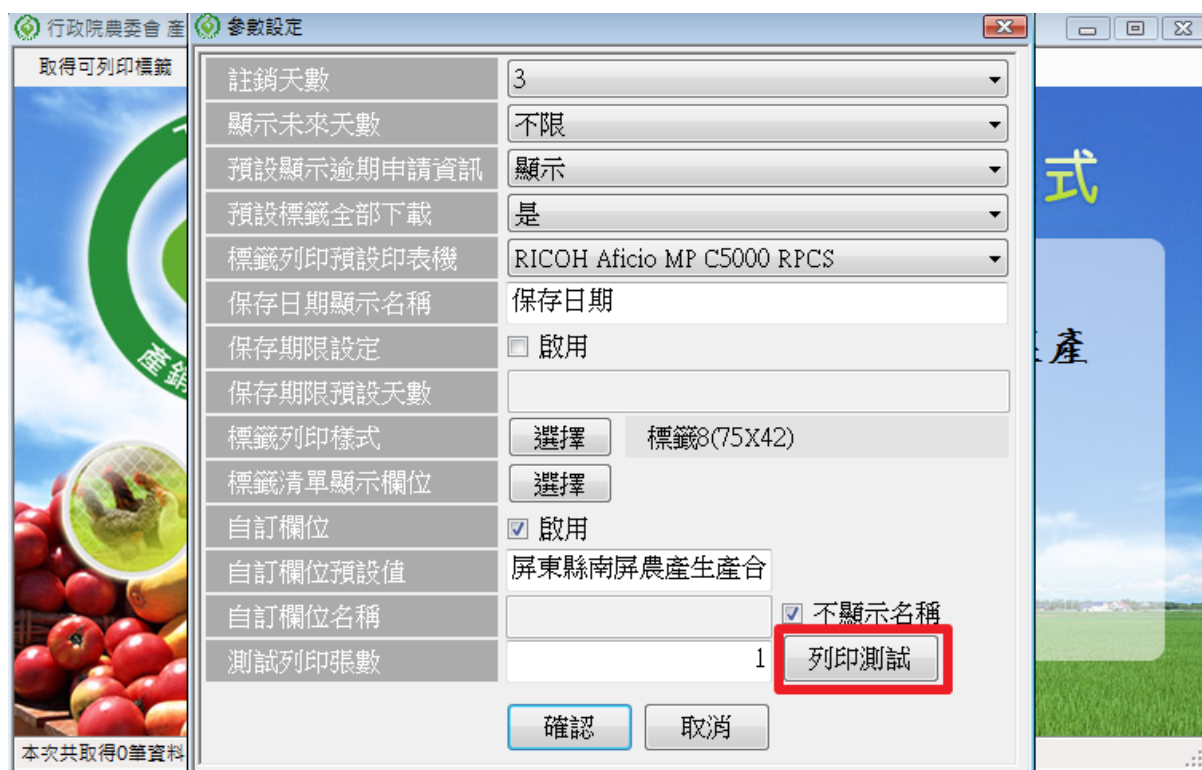 行政院農委會 產
參數設定
取得可列印標籤
註銷天數
3
顯示未來天數
不限
預設顯示逾期申請資訊
顯示
預設標籤全部下載
是
標籤列印預設印表機
RICOH Aficio MP C5000 RPCS
保存日期顯示名稱
保存日期
保存期限設定
啟用
保存期限預設天數
標籤列印樣式
選擇
標籤8(75X42)
標籤清單顯示欄位
選擇
自訂欄位
啟用
自訂欄位預設值
屏東縣南屏農產生產合
自訂欄位名稱
不顯示名稱
測試列印張數
1
列印測試
確認
取消
式
產
產銷
本次共取得0筆資料